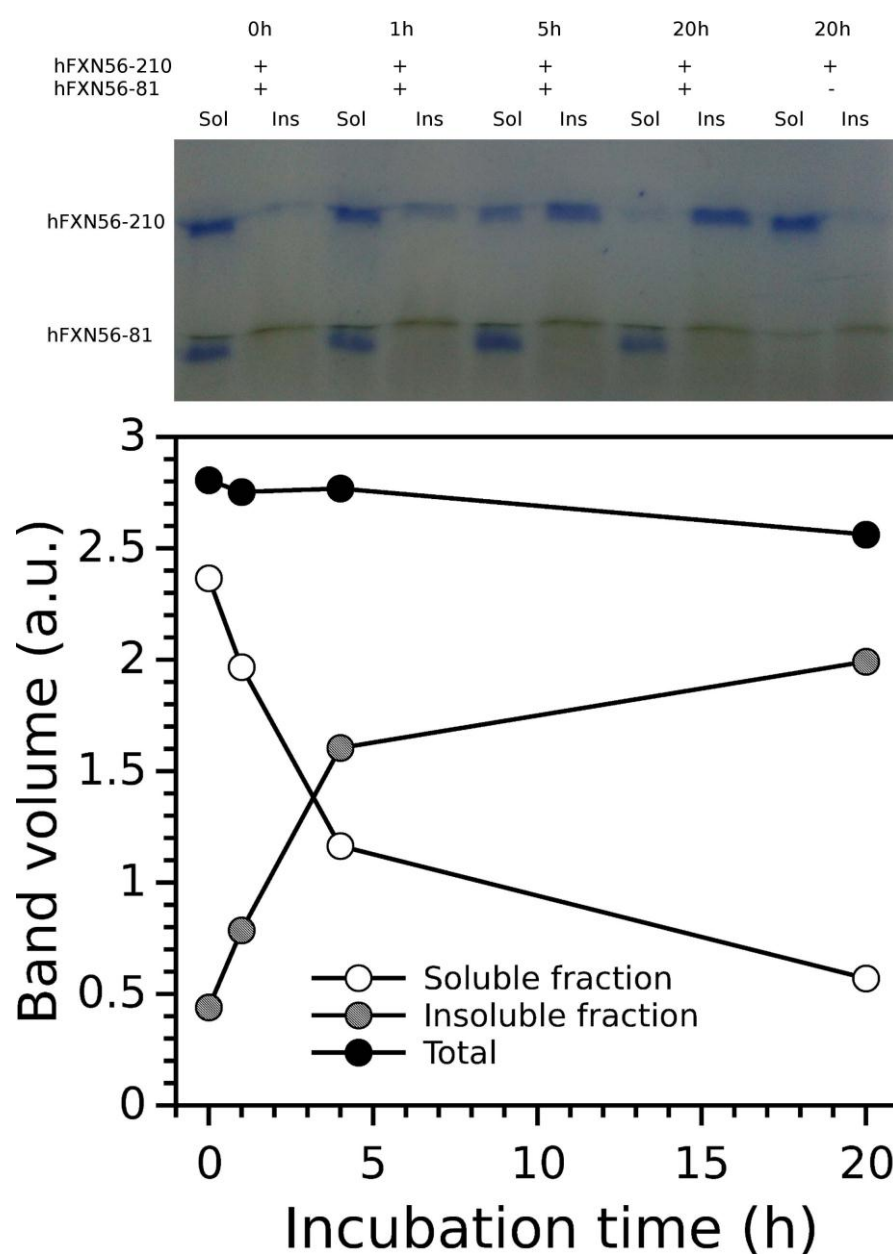 0h 1h 5h 20h 20h
hFXN56-210 + + + + +
hFXN56-81 + + + + -
Sol Ins Sol Ins Sol Ins Sol Ins Sol Ins
hFXN56-210
hFXN56-81
3
2.5
2
1.5
1
0.5
0
Band volume (a.u.)
Soluble fraction
Insoluble fraction
Total
0 5 10 15 20
Incubation time (h)